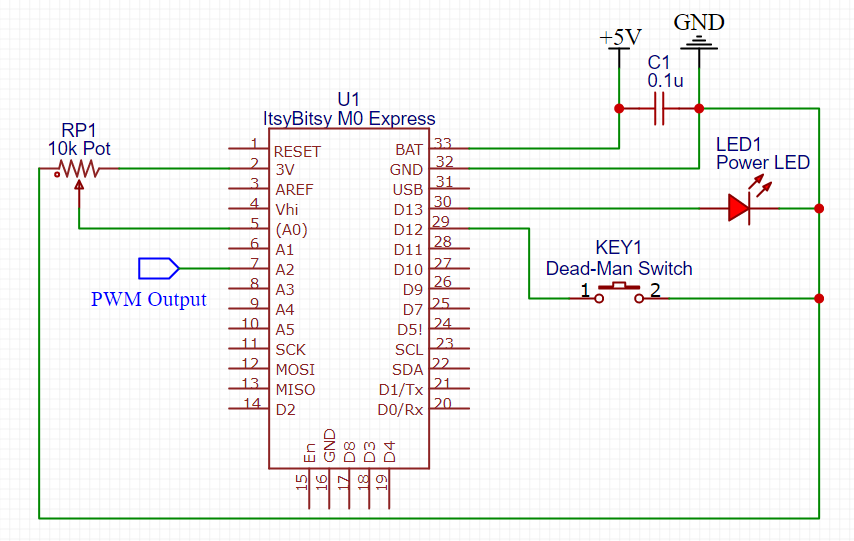 +5V
GND
C1
0.1u
U1
ItsyBitsy M0 Express
RP1
10k Pot
LED1
Power LED
KEY1
Dead-Man Switch
1
2
PWM Output
1 RESET
2 3V
3 AREF
4 Vhi
5 (A0)
6 A1
7 A2
8 A3
9 A4
10 A5
11 SCK
12 MOSI
13 MISO
14 D2
BAT 33
GND 32
USB 31
D13 30
D12 29
D11 28
D10 27
D9 26
D7 25
D5! 24
SCL 23
SDA 22
D1/Tx 21
D0/Rx 20
15 En
16 GND
17 D8
18 D3
19 D4